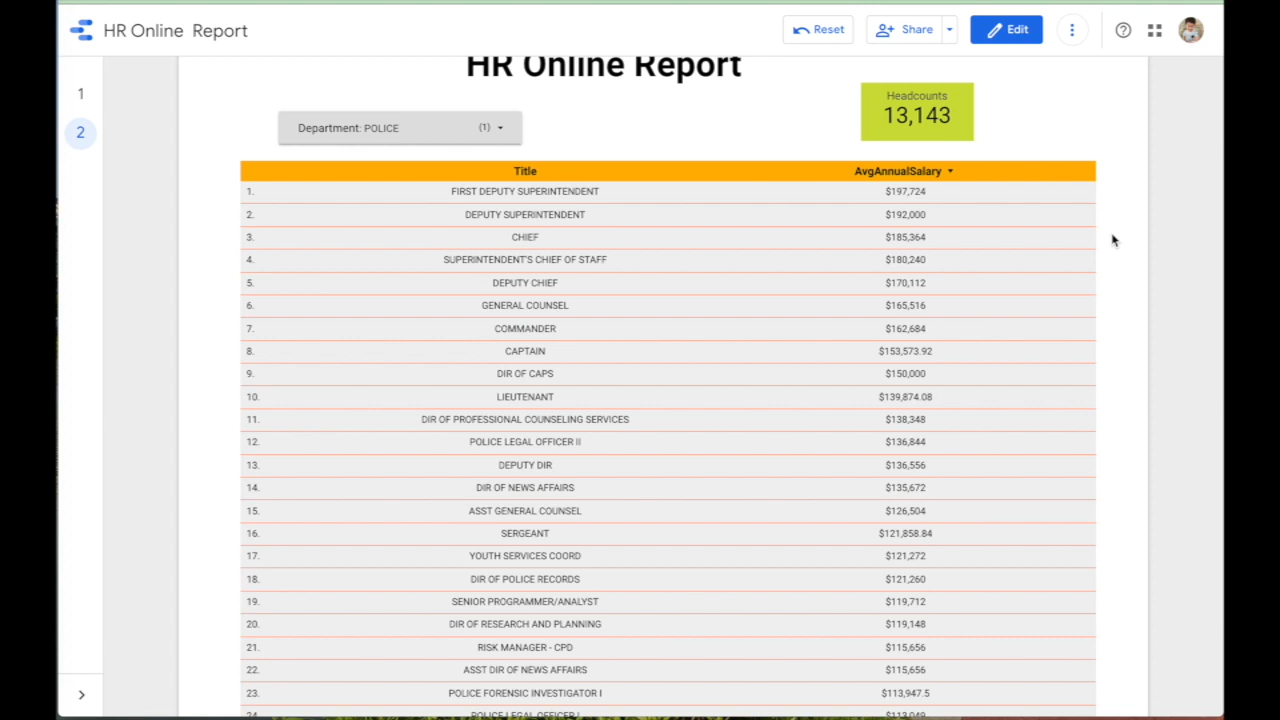 HR Online Report
Reset
Share
Edit
1
2
HR Online Report
Headcounts
13,143
Department: POLICE (1)
Title AvgAnnualSalary
1. FIRST DEPUTY SUPERINTENDENT $197,724
2. DEPUTY SUPERINTENDENT $192,000
3. CHIEF $185,364
4. SUPERINTENDENT'S CHIEF OF STAFF $180,240
5. DEPUTY CHIEF $170,112
6. GENERAL COUNSEL $165,516
7. COMMANDER $162,684
8. CAPTAIN $153,573.92
9. DIR OF CAPS $150,000
10. LIEUTENANT $139,874.08
11. DIR OF PROFESSIONAL COUNSELING SERVICES $138,348
12. POLICE LEGAL OFFICER II $136,844
13. DEPUTY DIR $136,556
14. DIR OF NEWS AFFAIRS $135,672
15. ASST GENERAL COUNSEL $126,504
16. SERGEANT $121,858.84
17. YOUTH SERVICES COORD $121,272
18. DIR OF POLICE RECORDS $121,260
19. SENIOR PROGRAMMER/ANALYST $119,712
20. DIR OF RESEARCH AND PLANNING $119,148
21. RISK MANAGER - CPD $115,656
22. ASST DIR OF NEWS AFFAIRS $115,656
23. POLICE FORENSIC INVESTIGATOR I $113,947.5
24. POLICE LEGAL OFFICER I $113,049